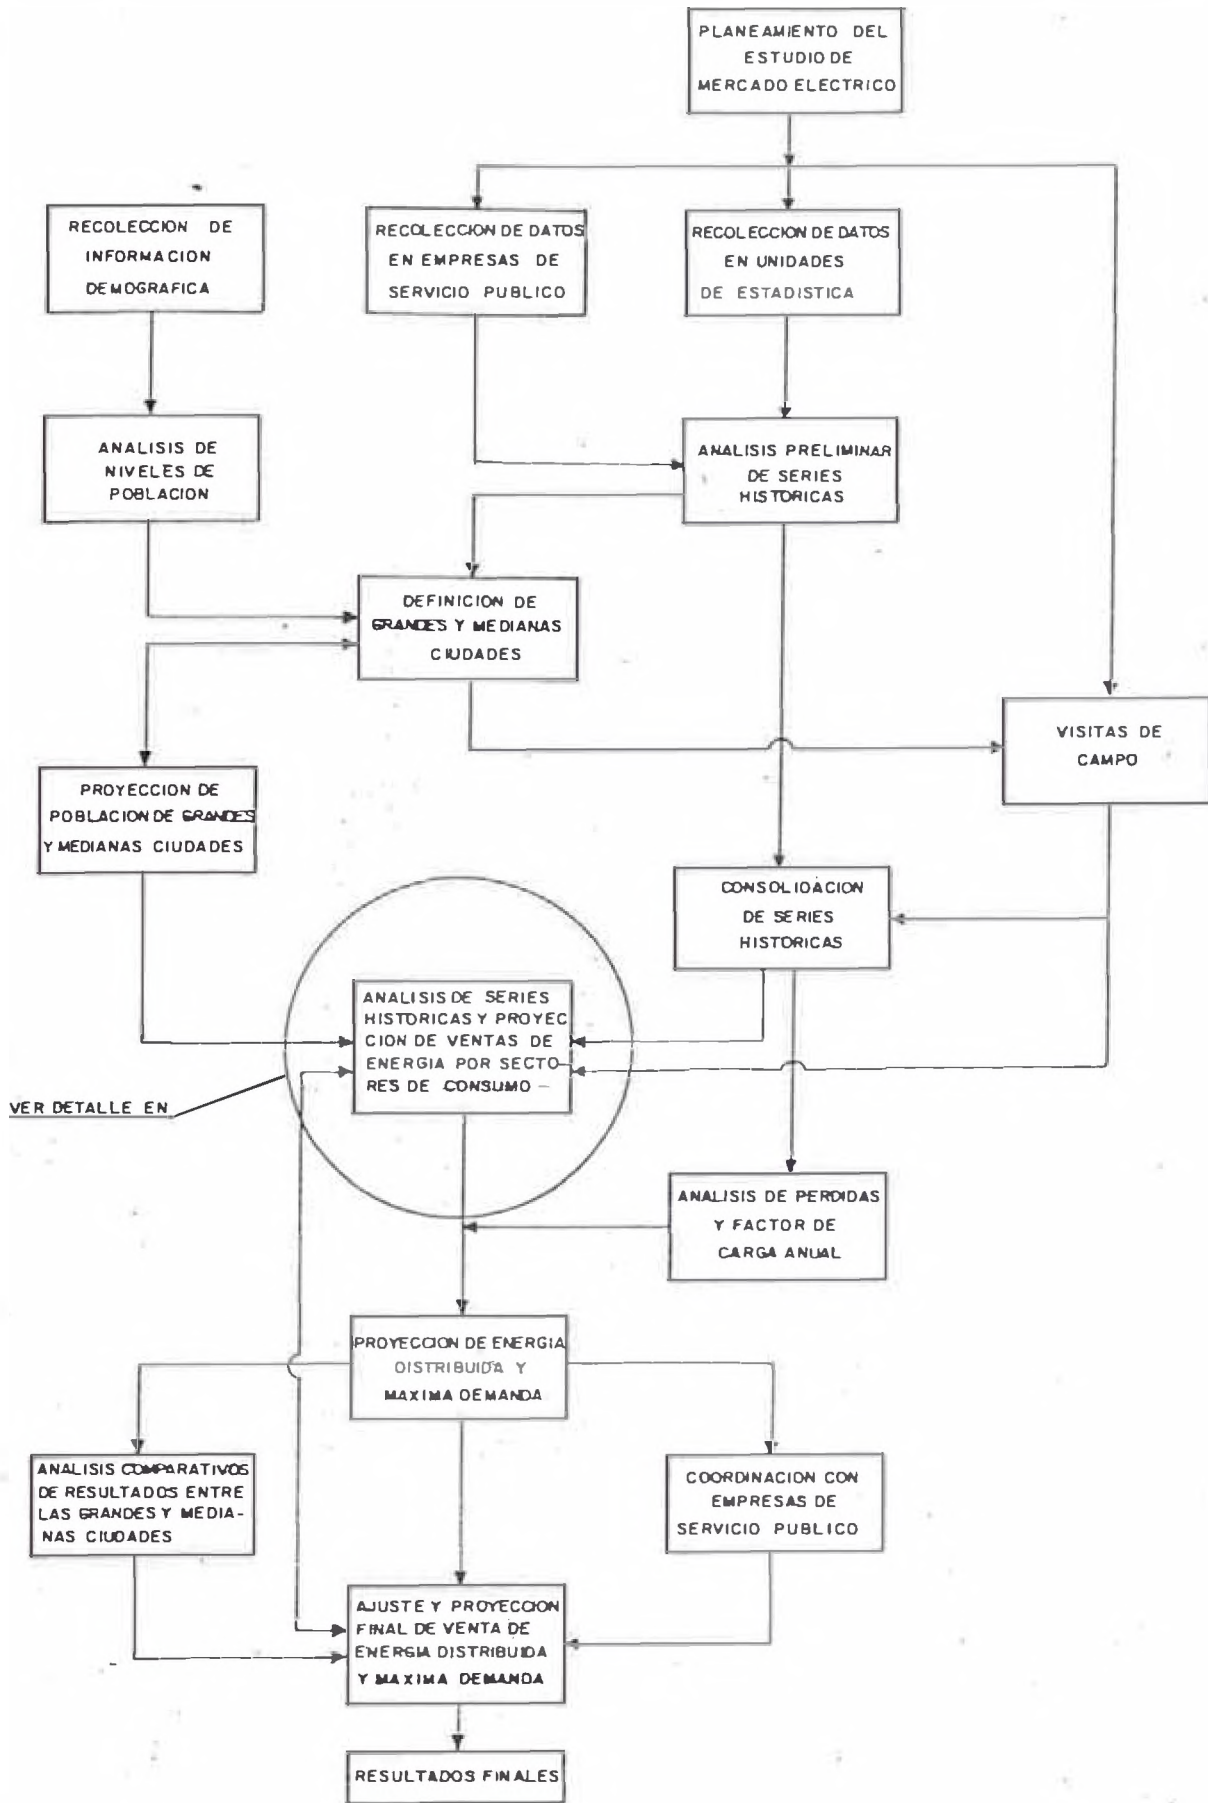 PLANEAMIENTO DEL
ESTUDIO DE
MERCADO ELECTRICO
RECOLECCION DE
INFORMACION
DEMOGRAFICA
RECOLECCION DE DATOS
EN EMPRESAS DE
SERVICIO PUBLICO
RECOLECCION DE DATOS
EN UNIDADES
DE ESTADISTICA
ANALISIS DE
NIVELES DE
POBLACION
ANALISIS PRELIMINAR
DE SERIES
HISTORICAS
DEFINICION DE
GRANDES Y MEDIANAS
CIUDADES
VISITAS DE
CAMPO
PROYECCION DE
POBLACION DE GRANDES
Y MEDIANAS CIUDADES
CONSOLIDACION
DE SERIES
HISTORICAS
ANALISIS DE SERIES
HISTORICAS Y PROYEC
CION DE VENTAS DE
ENERGIA POR SECTO-
RES DE CONSUMO -
VER DETALLE EN
ANALISIS DE PERDIDAS
Y FACTOR DE
CARGA ANUAL
PROYECCION DE ENERGIA
DISTRIBUIDA Y
MAXIMA DEMANDA
ANALISIS COMPARATIVOS
DE RESULTADOS ENTRE
LAS GRANDES Y MEDIA-
NAS CIUDADES
COORDINACION CON
EMPRESAS DE
SERVICIO PUBLICO
AJUSTE Y PROYECCION
FINAL DE VENTA DE
ENERGIA DISTRIBUIDA
Y MAXIMA DEMANDA
RESULTADOS FINALES